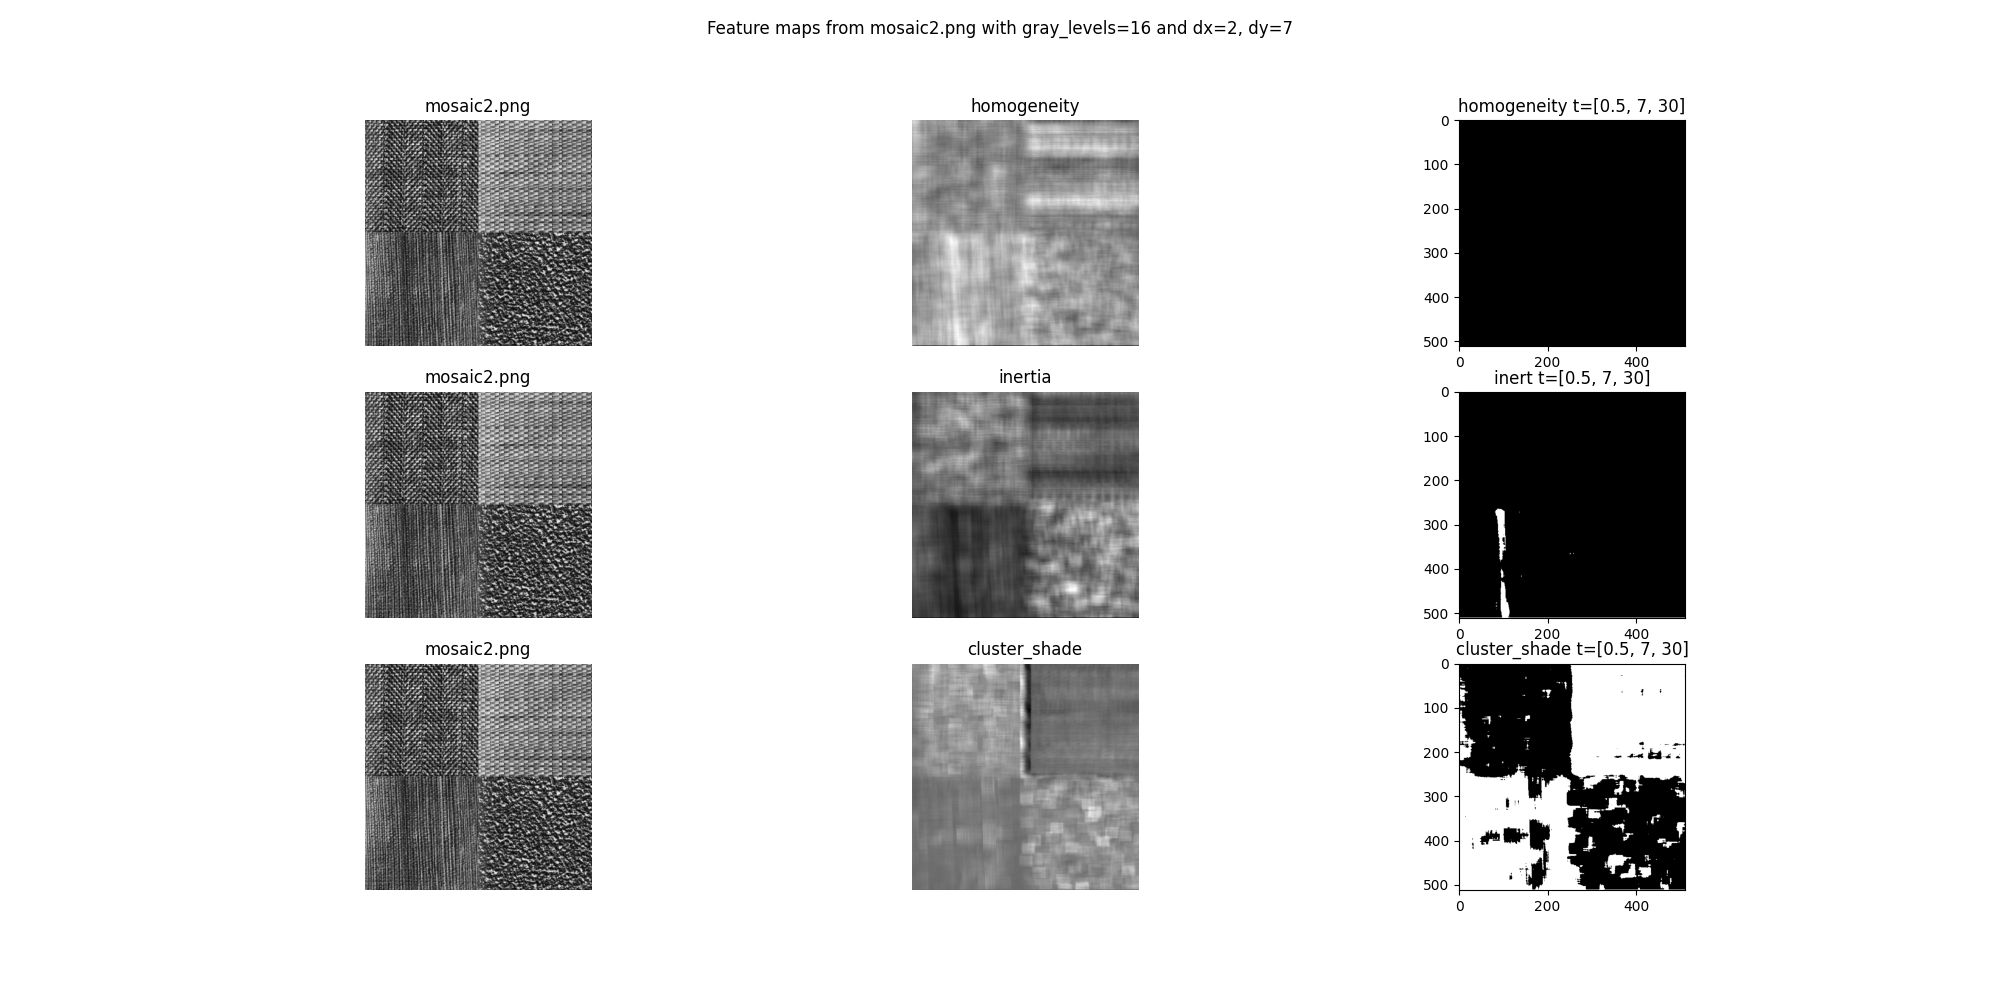 Feature maps from mosaic2.png with gray_levels=16 and dx=2, dy=7
mosaic2.png
homogeneity
homogeneity t=[0.5, 7, 30]
0
100
200
300
400
500
0 200 400
mosaic2.png
inertia
inert t=[0.5, 7, 30]
0
100
200
300
400
500
0 200 400
mosaic2.png
cluster_shade
cluster_shade t=[0.5, 7, 30]
0
100
200
300
400
500
0 200 400